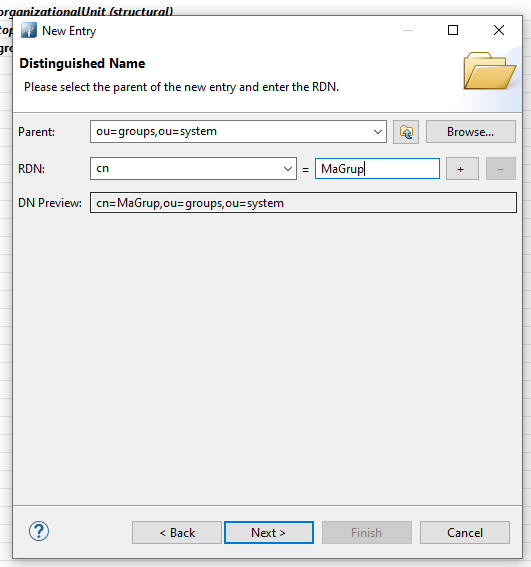 organizationalUnit (structural)
New Entry
Distinguished Name
Please select the parent of the new entry and enter the RDN.
Parent: ou=groups,ou=system Browse...
RDN: cn = MaGrup + −
DN Preview: cn=MaGrup,ou=groups,ou=system
? < Back Next > Finish Cancel